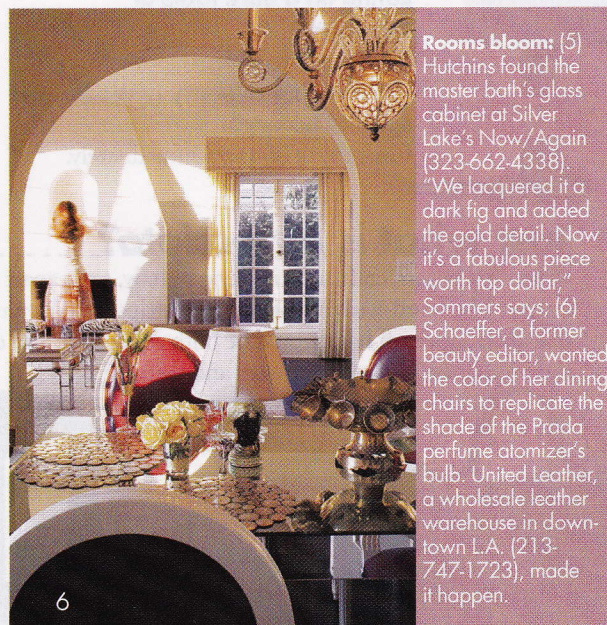 Rooms bloom: (5)
Hutchins found the
master bath's glass
cabinet at Silver
Lake's Now/Again
(323-662-4338).
"We lacquered it a
dark fig and added
the gold detail. Now
it's a fabulous piece
worth top dollar,"
Sommers says; (6)
Schaeffer, a former
beauty editor, wanted
the color of her dining
chairs to replicate the
shade of the Prada
perfume atomizer's
bulb. United Leather,
a wholesale leather
warehouse in down-
town L.A. (213-
747-1723), made
it happen.
6